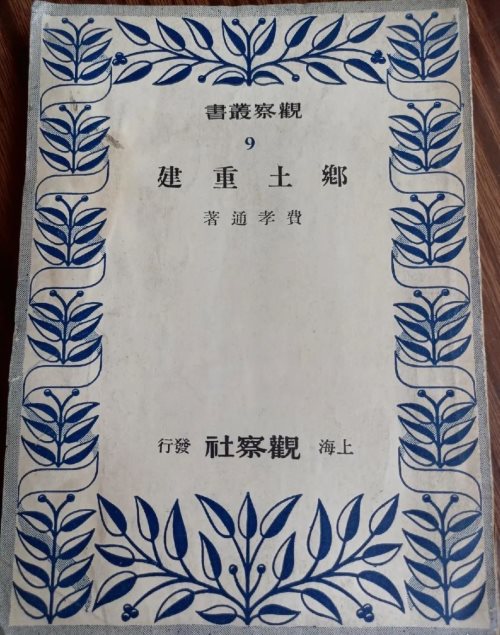 觀察叢書
9
鄉土重建
費孝通著
上海 觀察社 發行